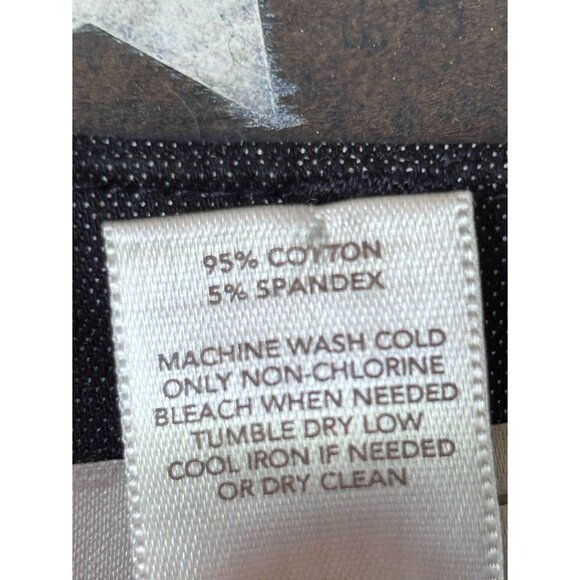 95% COTTON
5% SPANDEX
MACHINE WASH COLD
ONLY NON-CHLORINE
BLEACH WHEN NEEDED
TUMBLE DRY LOW
COOL IRON IF NEEDED
OR DRY CLEAN